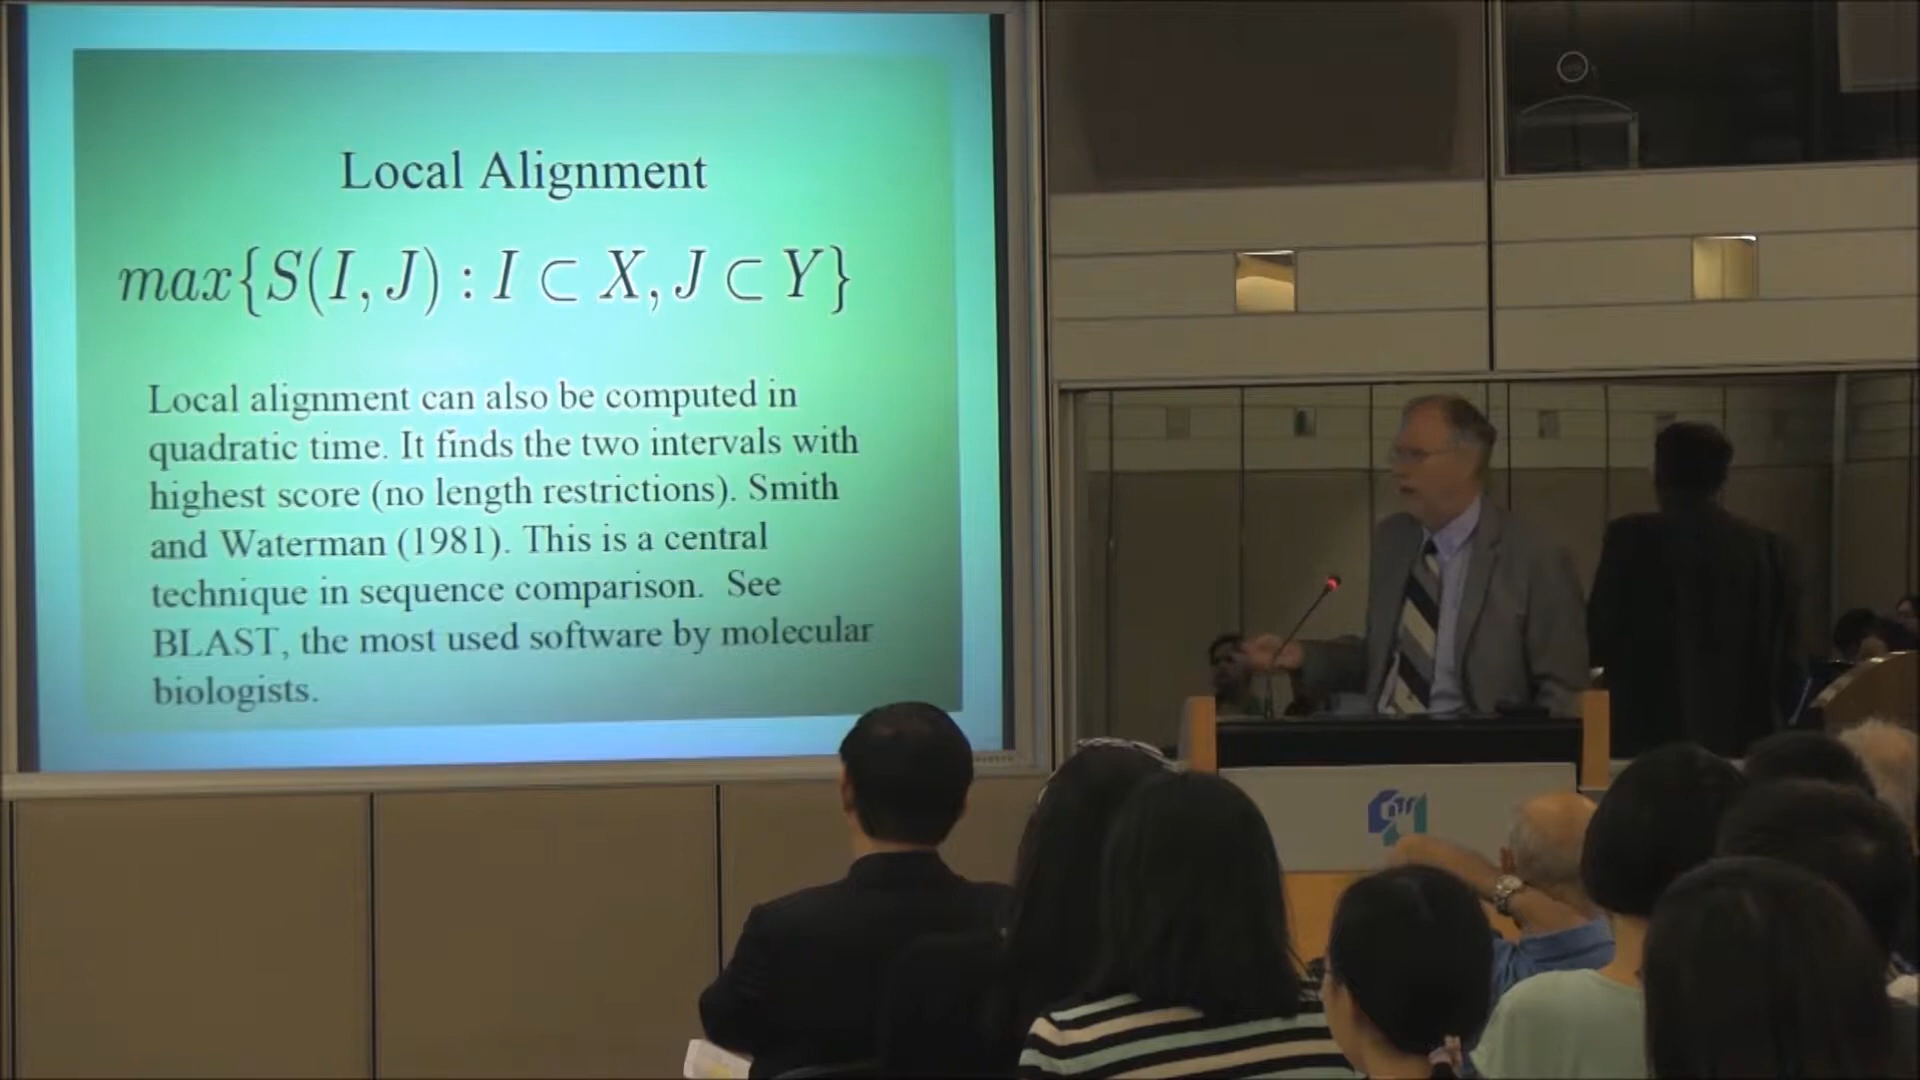 Local Alignment
max{S(I, J) : I ⊂ X, J ⊂ Y}
Local alignment can also be computed in
quadratic time. It finds the two intervals with
highest score (no length restrictions). Smith
and Waterman (1981). This is a central
technique in sequence comparison. See
BLAST, the most used software by molecular
biologists.